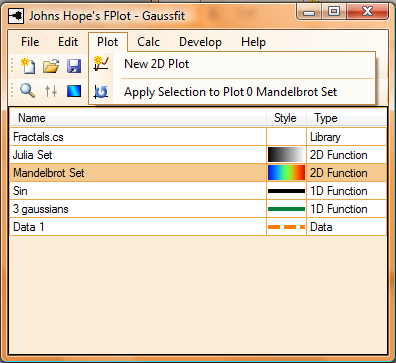 Johns Hope's FPlot - Gaussfit
File Edit Plot Calc Develop Help
New 2D Plot
Apply Selection to Plot 0 Mandelbrot Set
Name Style Type
Fractals.cs Library
Julia Set 2D Function
Mandelbrot Set 2D Function
Sin 1D Function
3 gaussians 1D Function
Data 1 Data